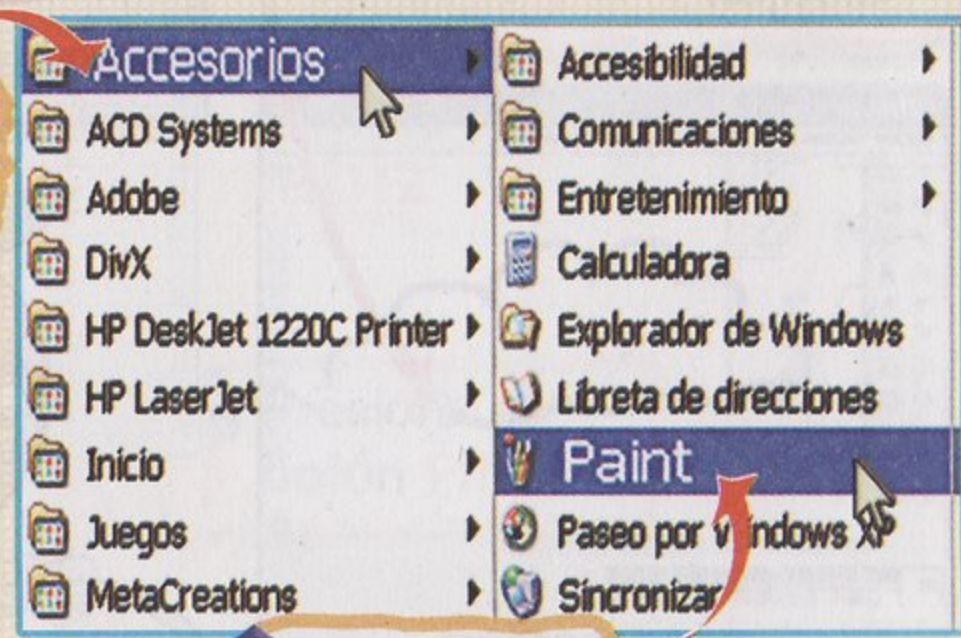 Accesorios
ACD Systems
Adobe
DivX
HP DeskJet 1220C Printer
HP LaserJet
Inicio
Juegos
MetaCreations
Accesibilidad
Comunicaciones
Entretenimiento
Calculadora
Explorador de Windows
Libreta de direcciones
Paint
Paseo por Windows XP
Sincronizar